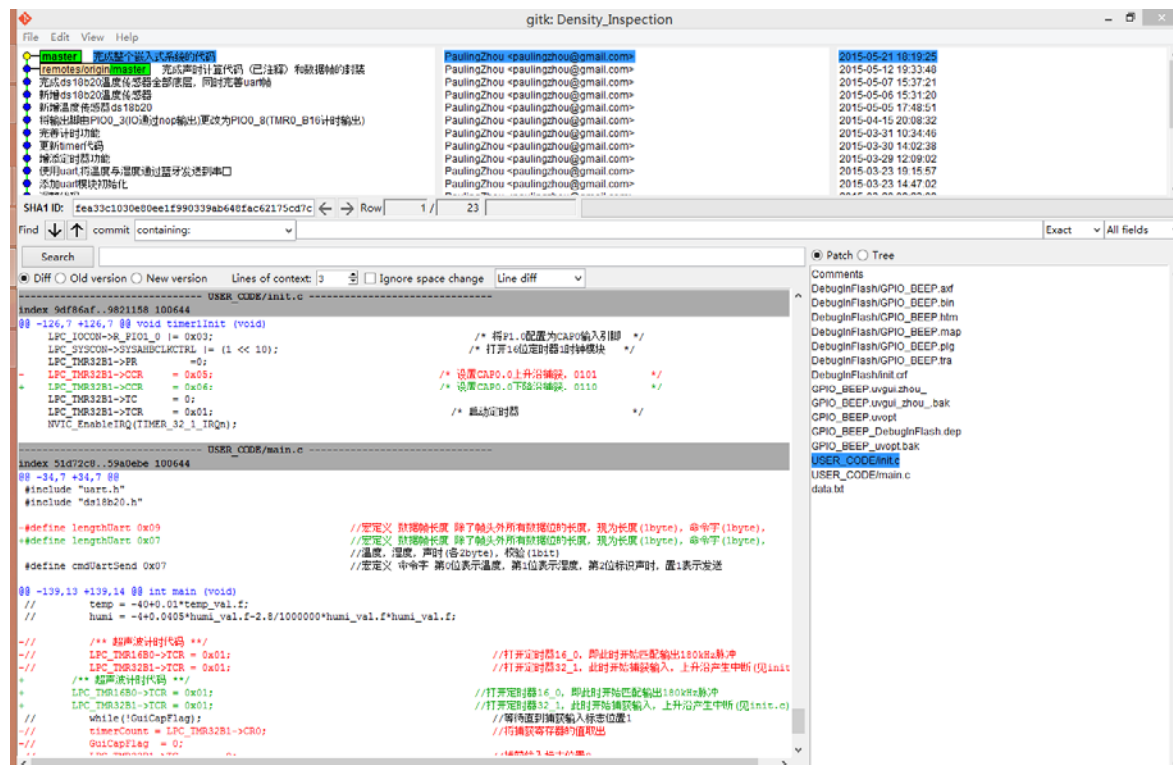 gitk: Density_Inspection
File Edit View Help
master 完成整个嵌入式系统的代码 PaulingZhou <paulingzhou@gmail.com> 2015-05-21 18:19:25
remotes/origin/master 完成声时计算代码（已注释）和数据帧的封装 PaulingZhou <paulingzhou@gmail.com> 2015-05-12 19:33:48
完成ds18b20温度传感器全部底层，同时完善uart帧 PaulingZhou <paulingzhou@gmail.com> 2015-05-07 15:37:21
新增ds18b20温度传感器 PaulingZhou <paulingzhou@gmail.com> 2015-05-06 15:31:20
新增温度传感器ds18b20 PaulingZhou <paulingzhou@gmail.com> 2015-05-05 17:48:51
将输出脚由PIO0_3(IO通过nop输出)更改为PIO0_8(TMR0_B16计时输出) PaulingZhou <paulingzhou@gmail.com> 2015-04-15 20:08:32
完善计时功能 PaulingZhou <paulingzhou@gmail.com> 2015-03-31 10:34:46
更新timer代码 PaulingZhou <paulingzhou@gmail.com> 2015-03-30 14:02:38
增添定时器功能 PaulingZhou <paulingzhou@gmail.com> 2015-03-29 12:09:02
使用uart,将温度与湿度通过蓝牙发送到串口 PaulingZhou <paulingzhou@gmail.com> 2015-03-23 19:15:57
添加uart模块初始化 PaulingZhou <paulingzhou@gmail.com> 2015-03-23 14:47:02
SHA1 ID: fea33c1030e80ee1f990339ab648fac62175cd7c Row 1 / 23
Find commit containing: Exact All fields
Search Patch Tree
Diff Old version New version Lines of context: 3 Ignore space change Line diff
Comments
DebugInFlash/GPIO_BEEP.axf
DebugInFlash/GPIO_BEEP.bin
DebugInFlash/GPIO_BEEP.htm
DebugInFlash/GPIO_BEEP.map
DebugInFlash/GPIO_BEEP.plg
DebugInFlash/GPIO_BEEP.tra
DebugInFlash/init.crf
GPIO_BEEP.uvgui.zhou_
GPIO_BEEP.uvgui_zhou_.bak
GPIO_BEEP.uvopt
GPIO_BEEP_DebugInFlash.dep
GPIO_BEEP_uvopt.bak
USER_CODE/init.c
USER_CODE/main.c
data.txt
------------------------------- USER_CODE/init.c -------------------------------
index 9df86af..9821158 100644
@@ -126,7 +126,7 @@ void timer1Init (void)
LPC_IOCON->R_PIO1_0 |= 0x03; /* 将P1.0配置为CAP0输入引脚 */
LPC_SYSCON->SYSAHBCLKCTRL |= (1 << 10); /* 打开16位定时器1时钟模块 */
LPC_TMR32B1->PR =0;
- LPC_TMR32B1->CCR = 0x05; /* 设置CAP0.0上升沿捕获，0101 */
+ LPC_TMR32B1->CCR = 0x06; /* 设置CAP0.0下降沿捕获，0110 */
LPC_TMR32B1->TC = 0;
LPC_TMR32B1->TCR = 0x01; /* 启动定时器 */
NVIC_EnableIRQ(TIMER_32_1_IRQn);
------------------------------- USER_CODE/main.c -------------------------------
index 51d72c8..59a0ebe 100644
@@ -34,7 +34,7 @@
#include "uart.h"
#include "ds18b20.h"
-#define lengthUart 0x09 //宏定义 数据帧长度 除了帧头外所有数据位的长度，现为长度(1byte)，命令字(1byte)，
+#define lengthUart 0x07 //宏定义 数据帧长度 除了帧头外所有数据位的长度，现为长度(1byte)，命令字(1byte)，
//温度，湿度，声时(各2byte)，校验(1bit)
#define cmdUartSend 0x07 //宏定义 命令字 第0位表示温度，第1位表示湿度，第2位标识声时，置1表示发送
@@ -139,13 +139,14 @@ int main (void)
// temp = -40+0.01*temp_val.f;
// humi = -4+0.0405*humi_val.f-2.8/1000000*humi_val.f*humi_val.f;
-// /** 超声波计时代码 **/
-// LPC_TMR16B0->TCR = 0x01; //打开定时器16_0，即此时开始匹配输出180kHz脉冲
-// LPC_TMR32B1->TCR = 0x01; //打开定时器32_1，此时开始捕获输入，上升沿产生中断(见init
+ /** 超声波计时代码 **/
+ LPC_TMR16B0->TCR = 0x01; //打开定时器16_0，即此时开始匹配输出180kHz脉冲
+ LPC_TMR32B1->TCR = 0x01; //打开定时器32_1，此时开始捕获输入，上升沿产生中断(见init.c)
// while(!GuiCapFlag); //等待直到捕获输入标志位置1
-// timerCount = LPC_TMR32B1->CR0; //将捕获寄存器的值取出
-// GuiCapFlag = 0;